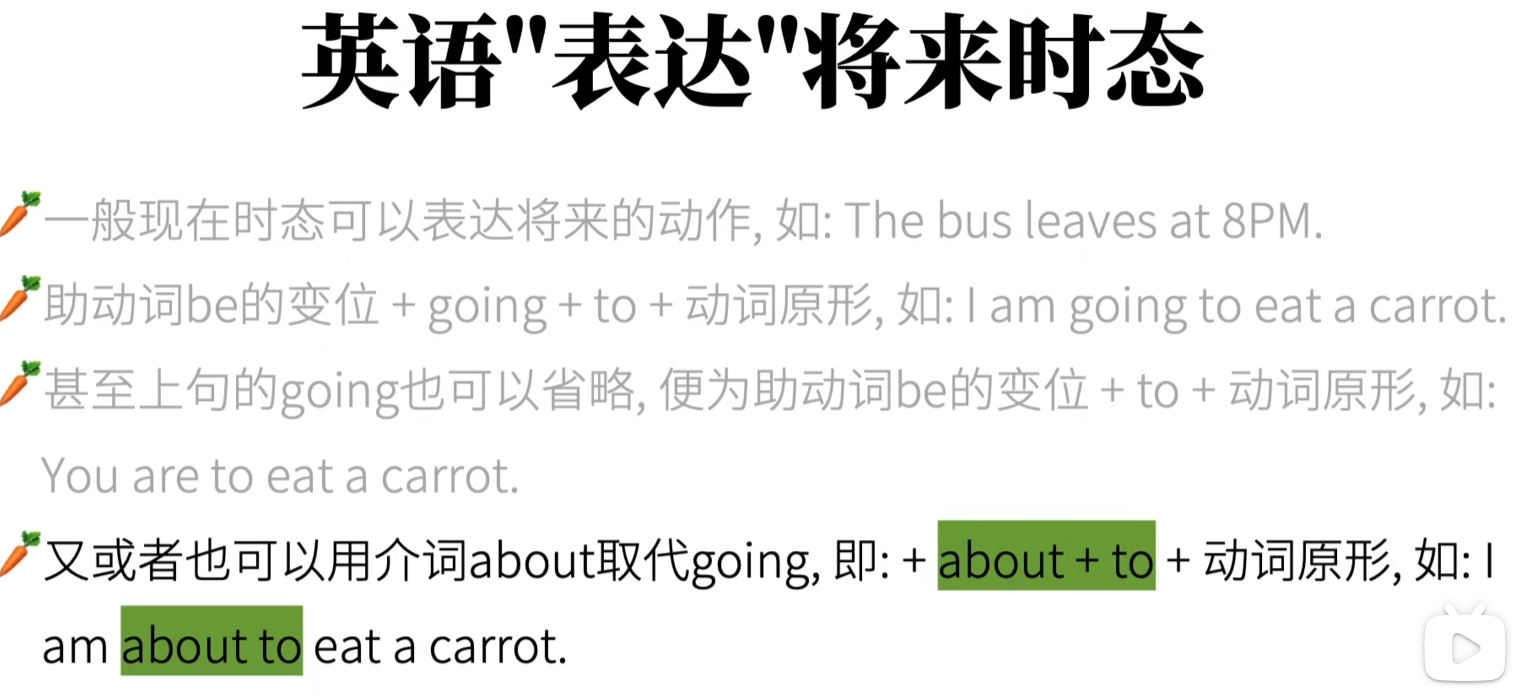 英语"表达"将来时态
一般现在时态可以表达将来的动作, 如: The bus leaves at 8PM.
助动词be的变位 + going + to + 动词原形, 如: I am going to eat a carrot.
甚至上句的going也可以省略, 便为助动词be的变位 + to + 动词原形, 如:
You are to eat a carrot.
又或者也可以用介词about取代going, 即: + about + to + 动词原形, 如: I
am about to eat a carrot.